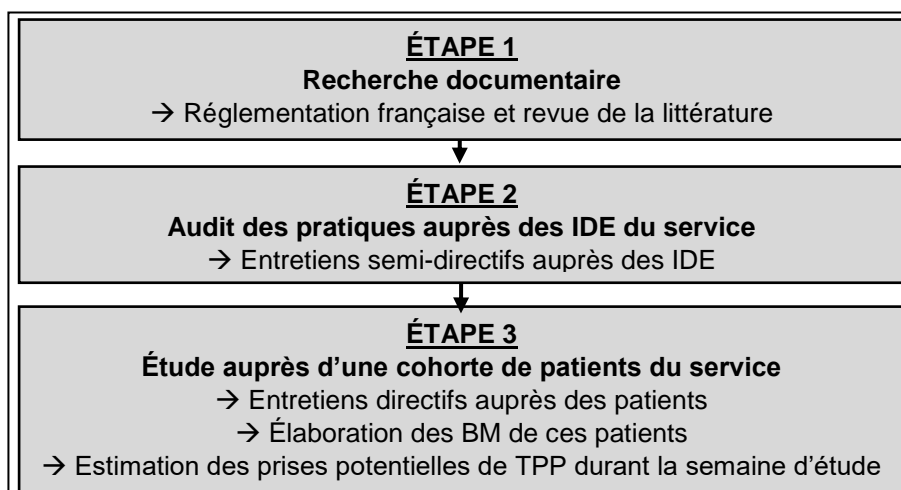 ÉTAPE 1
Recherche documentaire
→ Réglementation française et revue de la littérature
ÉTAPE 2
Audit des pratiques auprès des IDE du service
→ Entretiens semi-directifs auprès des IDE
ÉTAPE 3
Étude auprès d’une cohorte de patients du service
→ Entretiens directifs auprès des patients
→ Élaboration des BM de ces patients
→ Estimation des prises potentielles de TPP durant la semaine d’étude